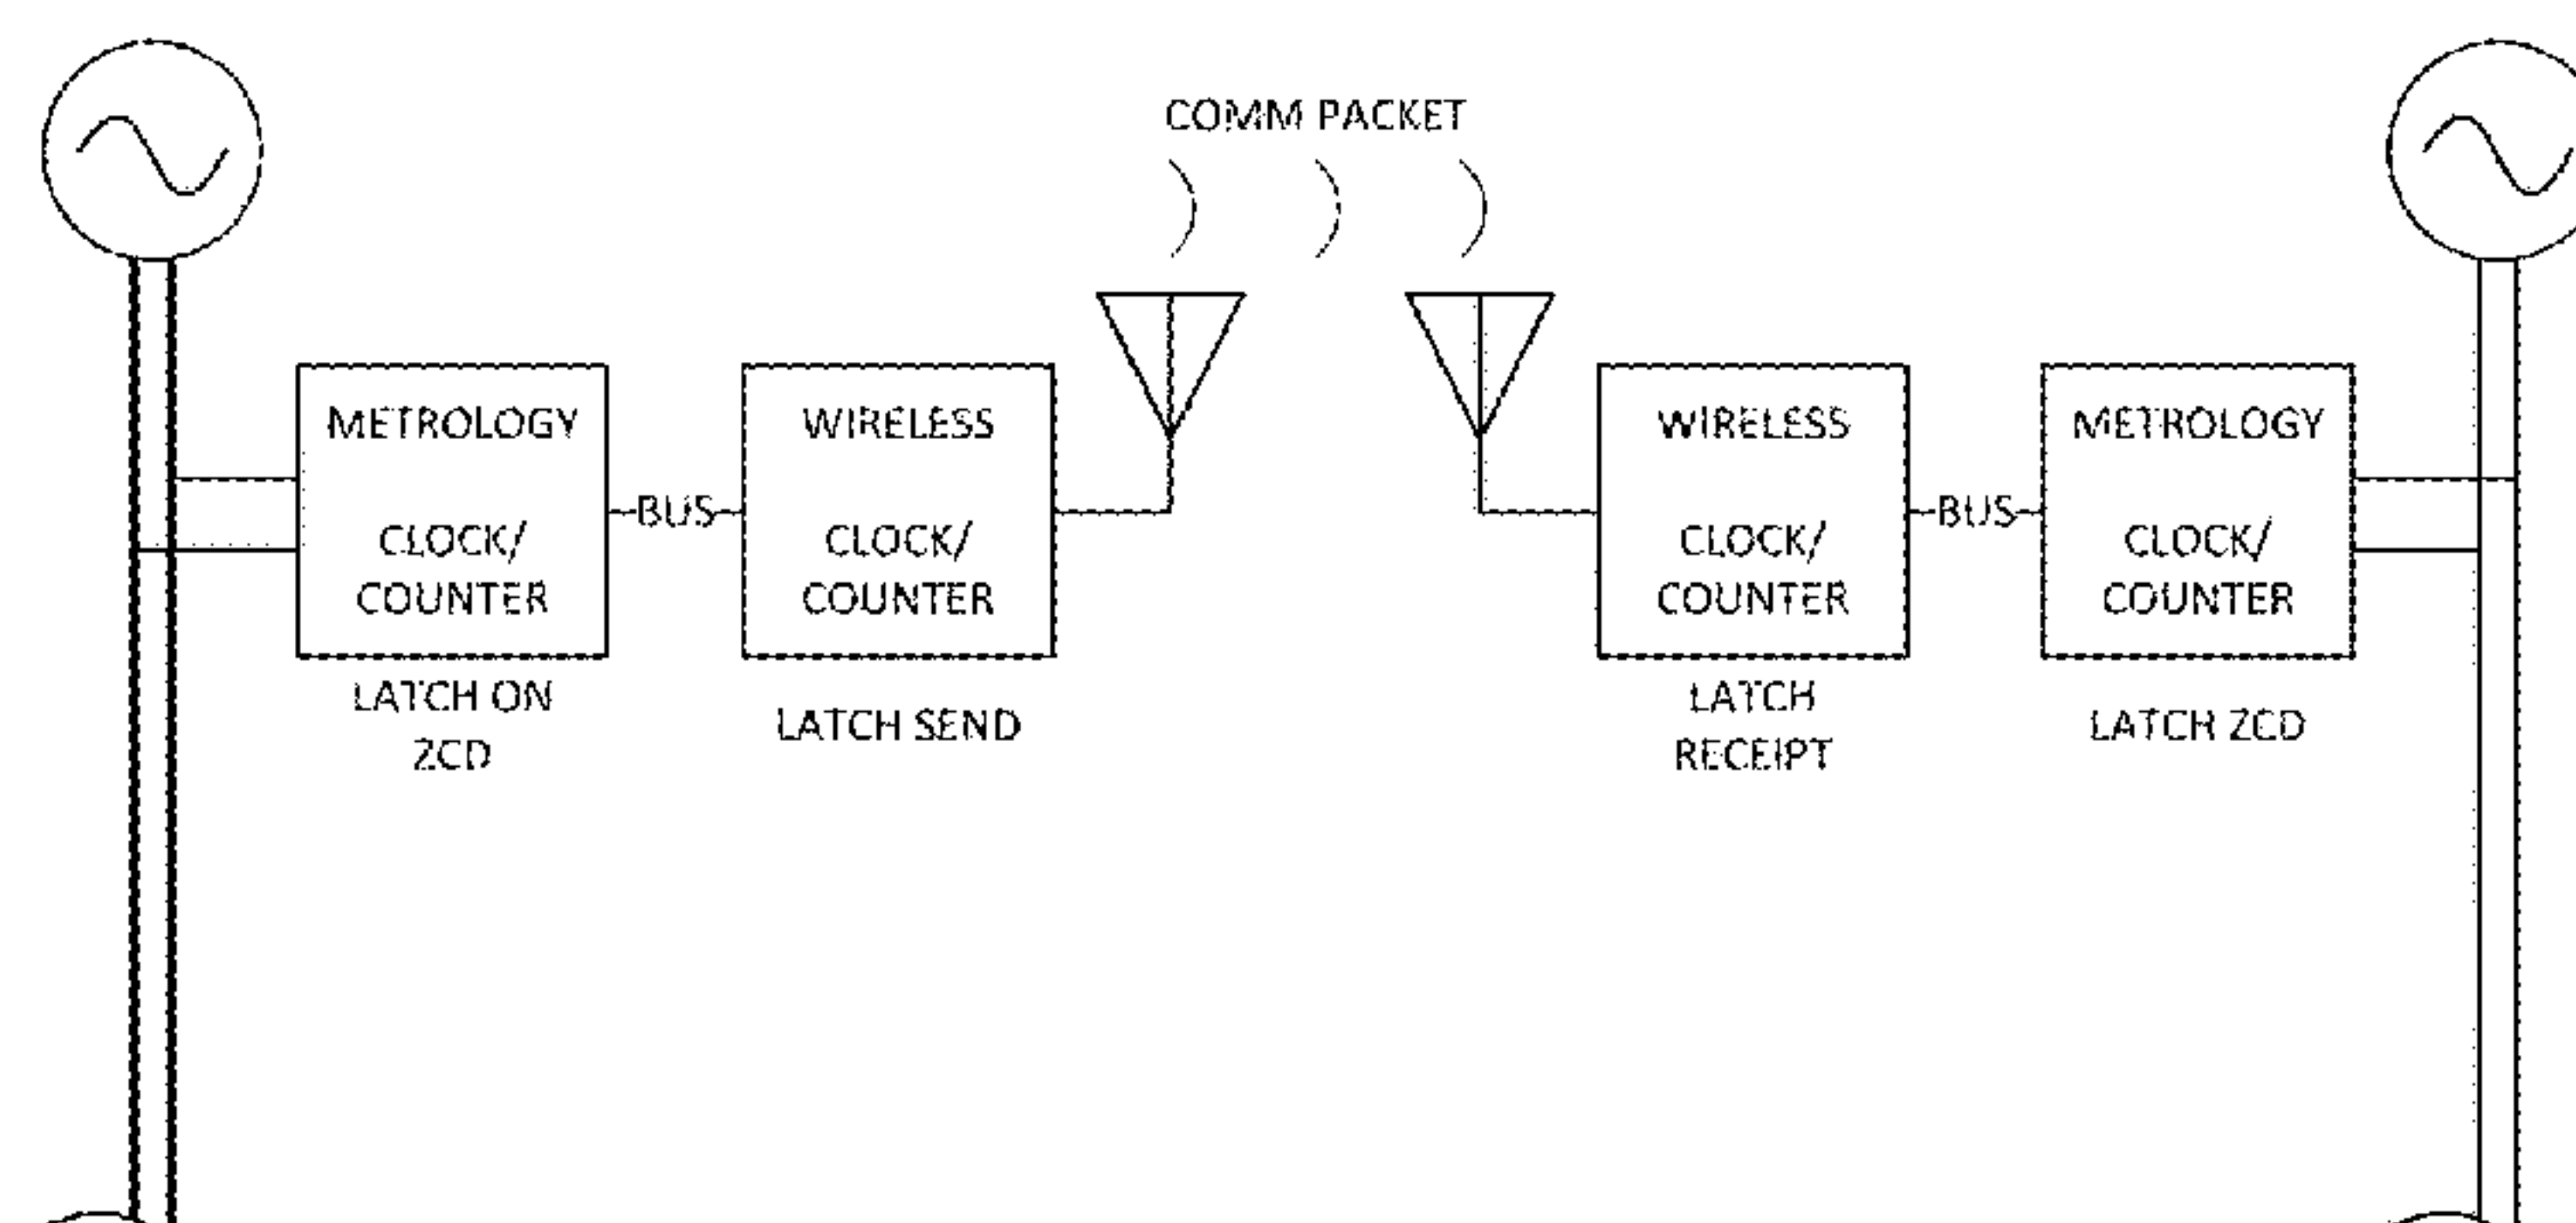 COMM PACKET
METROLOGY
CLOCK/
COUNTER
LATCH ON
ZCD
BUS
WIRELESS
CLOCK/
COUNTER
LATCH SEND
WIRELESS
CLOCK/
COUNTER
LATCH
RECEIPT
BUS
METROLOGY
CLOCK/
COUNTER
LATCH ZCD